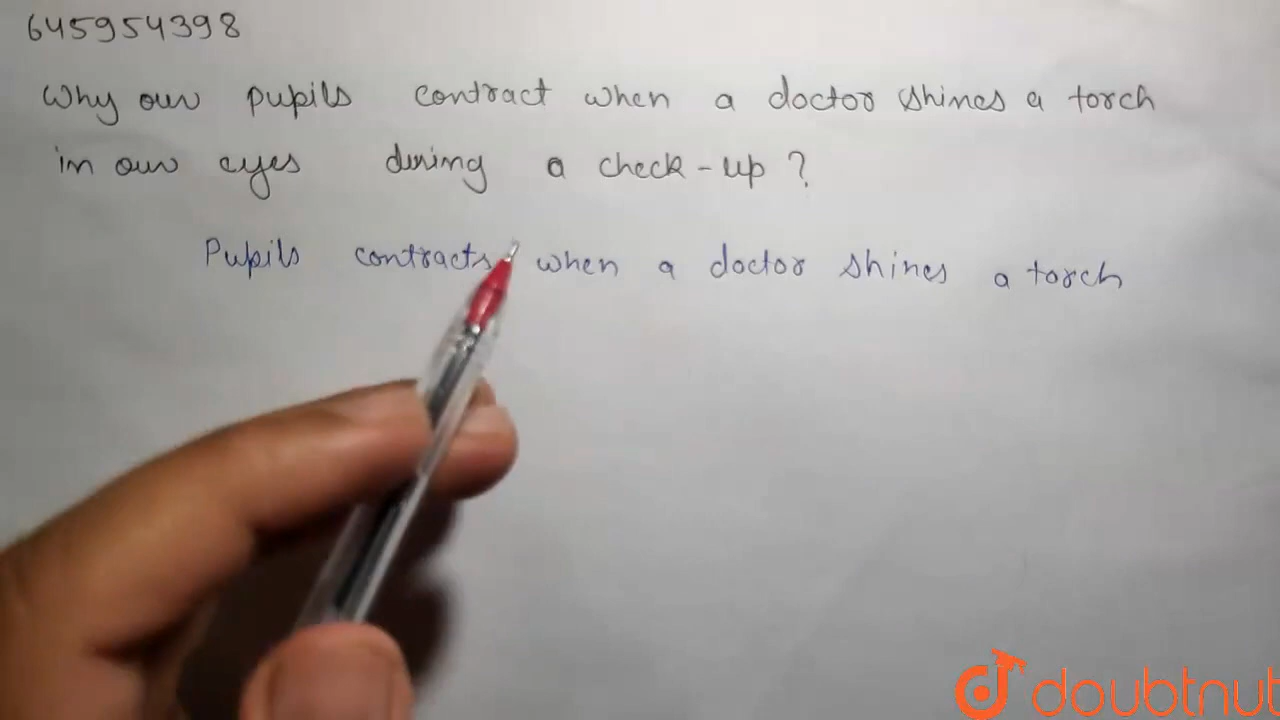 645954398
Why our pupils contract when a doctor shines a torch
in our eyes during a check-up?
Pupils contracts when a doctor shines a torch
doubtnut